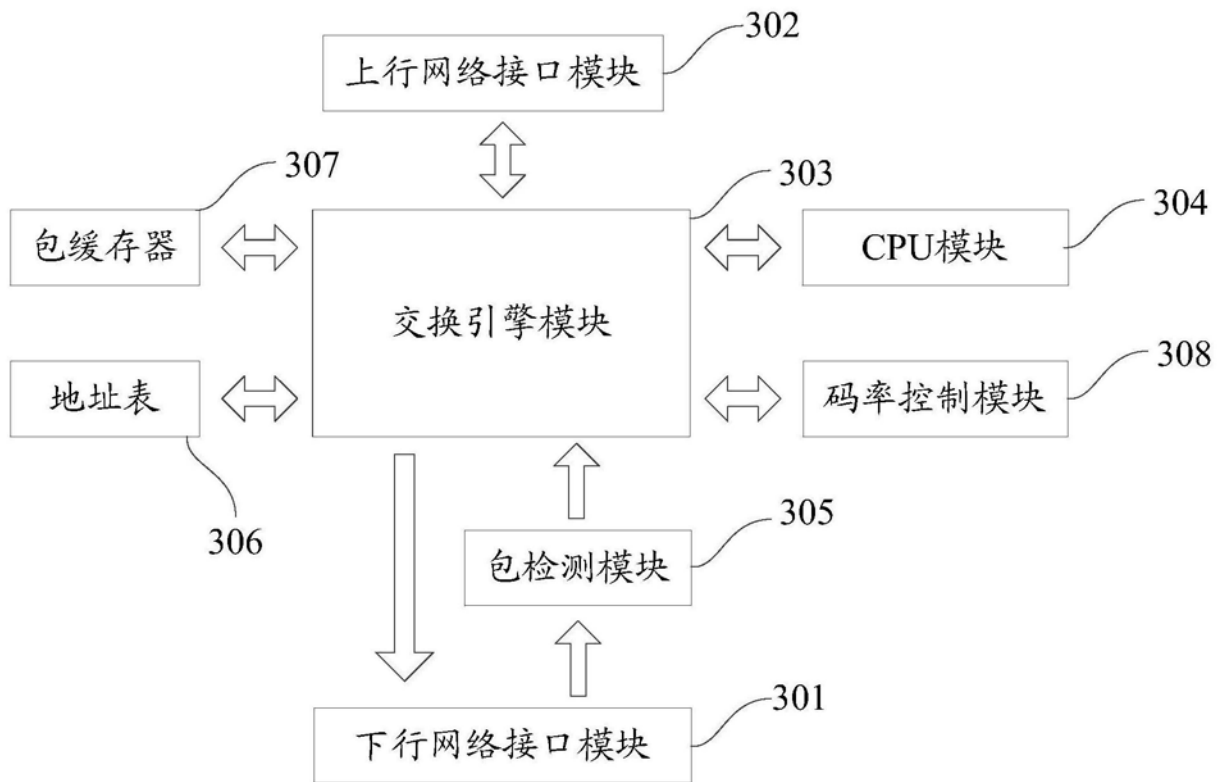 302
上行网络接口模块
307
303
304
包缓存器
CPU模块
交换引擎模块
308
地址表
码率控制模块
305
306
包检测模块
301
下行网络接口模块